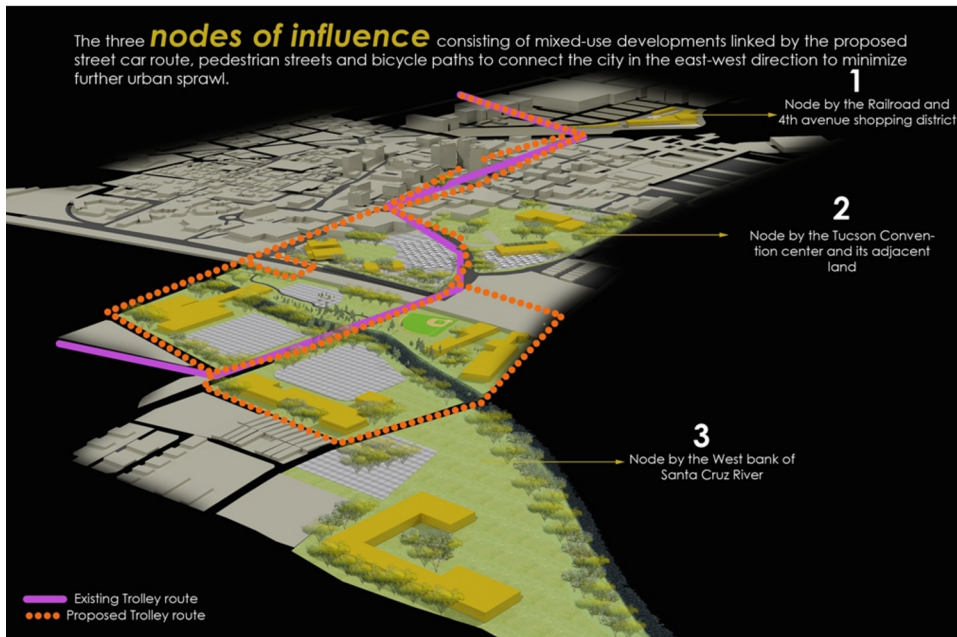 The three nodes of influence consisting of mixed-use developments linked by the proposed
street car route, pedestrian streets and bicycle paths to connect the city in the east-west direction to minimize
further urban sprawl.
1
Node by the Railroad and
4th avenue shopping district
2
Node by the Tucson Conven-
tion center and its adjacent
land
3
Node by the West bank of
Santa Cruz River
Existing Trolley route
Proposed Trolley route